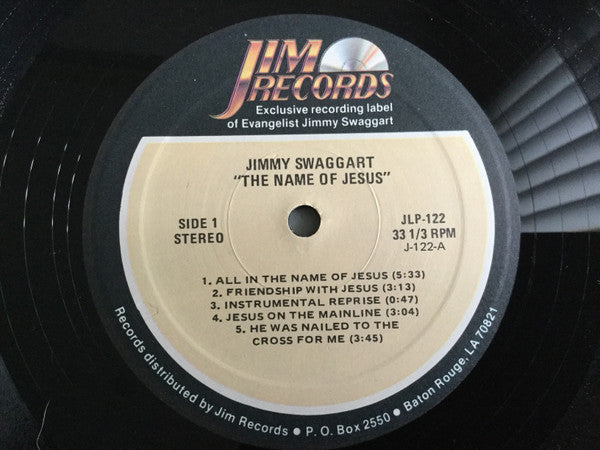 JIM
RECORDS
Exclusive recording label
of Evangelist Jimmy Swaggart
JIMMY SWAGGART
"THE NAME OF JESUS"
SIDE 1
STEREO
JLP-122
33 1/3 RPM
J-122-A
1. ALL IN THE NAME OF JESUS (5:33)
2. FRIENDSHIP WITH JESUS (3:13)
3. INSTRUMENTAL REPRISE (0:47)
4. JESUS ON THE MAINLINE (3:04)
5. HE WAS NAILED TO THE
CROSS FOR ME (3:45)
Records distributed by Jim Records • P. O. Box 2550 • Baton Rouge, LA 70821